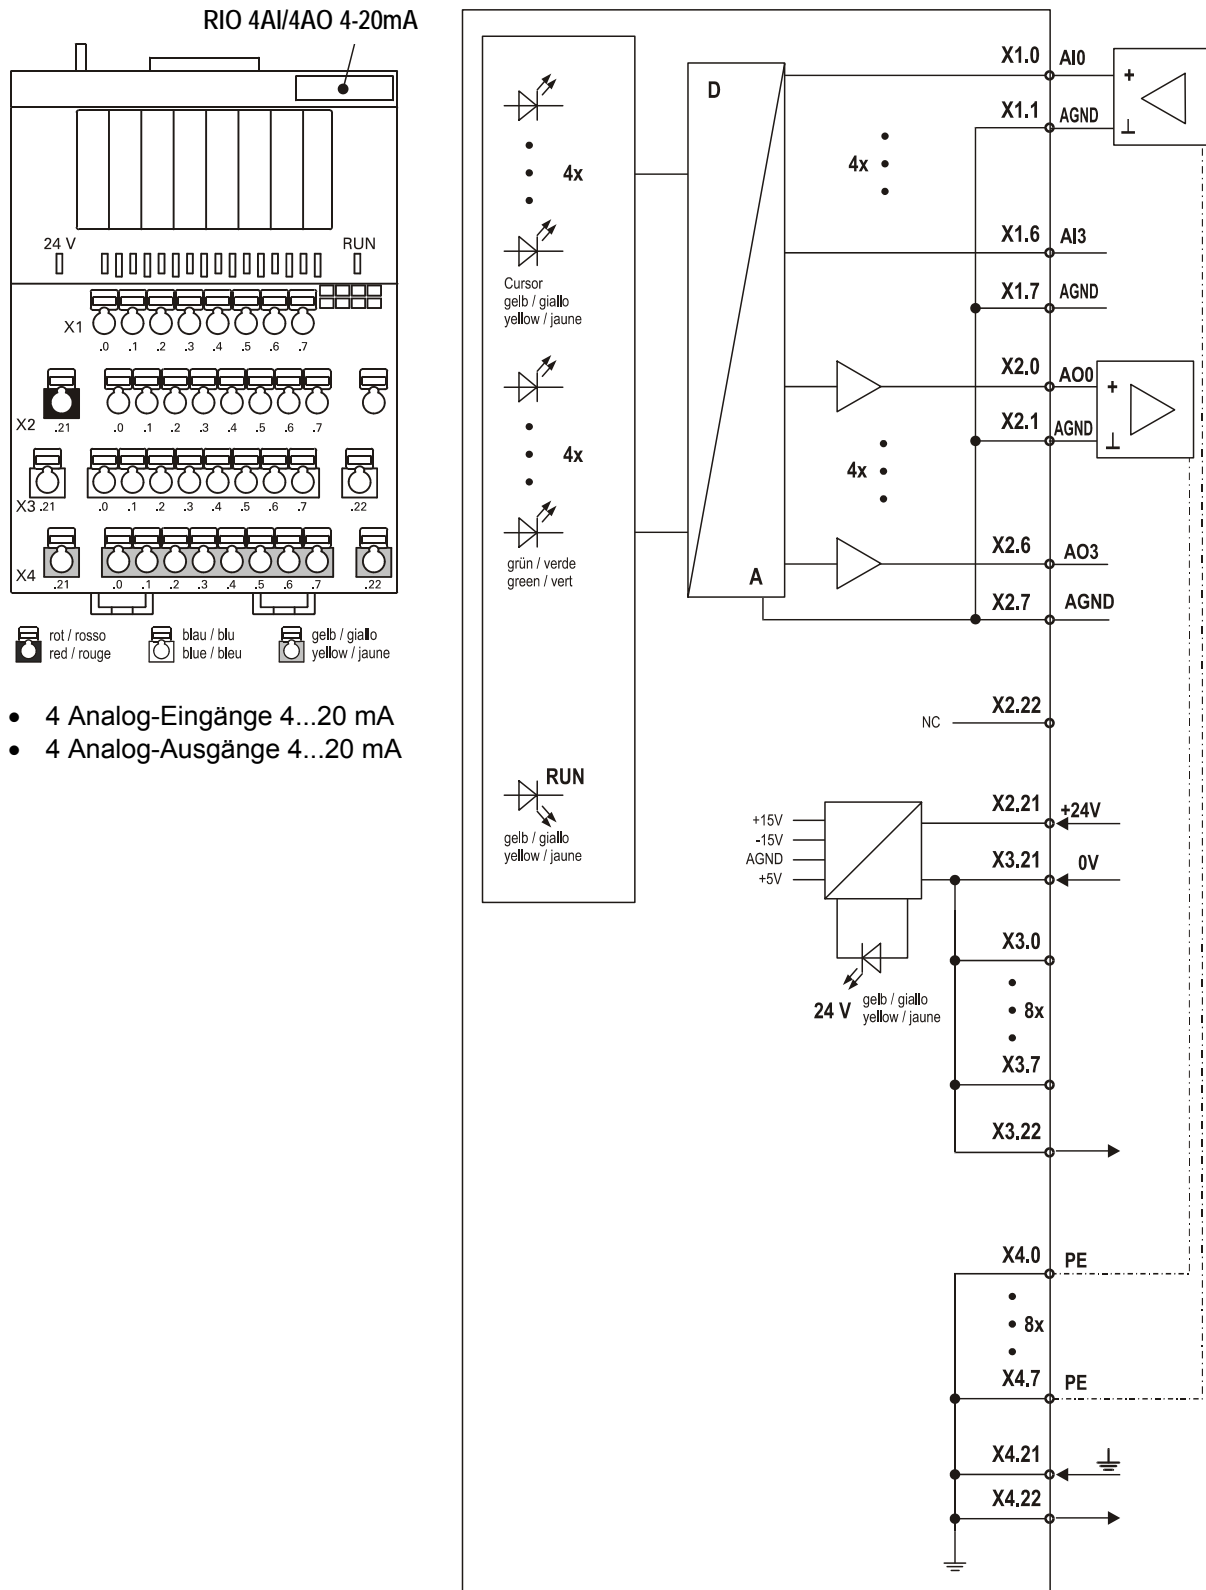 RIO 4AI/4AO 4-20mA
24 V RUN
X1
.0 .1 .2 .3 .4 .5 .6 .7
X2 .21 .0 .1 .2 .3 .4 .5 .6 .7
X3 .21 .0 .1 .2 .3 .4 .5 .6 .7 .22
X4 .21 .0 .1 .2 .3 .4 .5 .6 .7 .22
rot / rosso
red / rouge
blau / blu
blue / bleu
gelb / giallo
yellow / jaune
• 4 Analog-Eingänge 4...20 mA
• 4 Analog-Ausgänge 4...20 mA
4x
Cursor
gelb / giallo
yellow / jaune
4x
grün / verde
green / vert
RUN
gelb / giallo
yellow / jaune
D
A
X1.0 AI0
+
X1.1 AGND
4x
X1.6 AI3
X1.7 AGND
X2.0 AO0
+
X2.1 AGND
4x
X2.6 AO3
X2.7 AGND
X2.22
NC
X2.21 +24V
+15V
-15V
AGND
+5V
X3.21 0V
X3.0
24 V
gelb / giallo
yellow / jaune
8x
X3.7
X3.22
X4.0 PE
8x
X4.7 PE
X4.21
X4.22